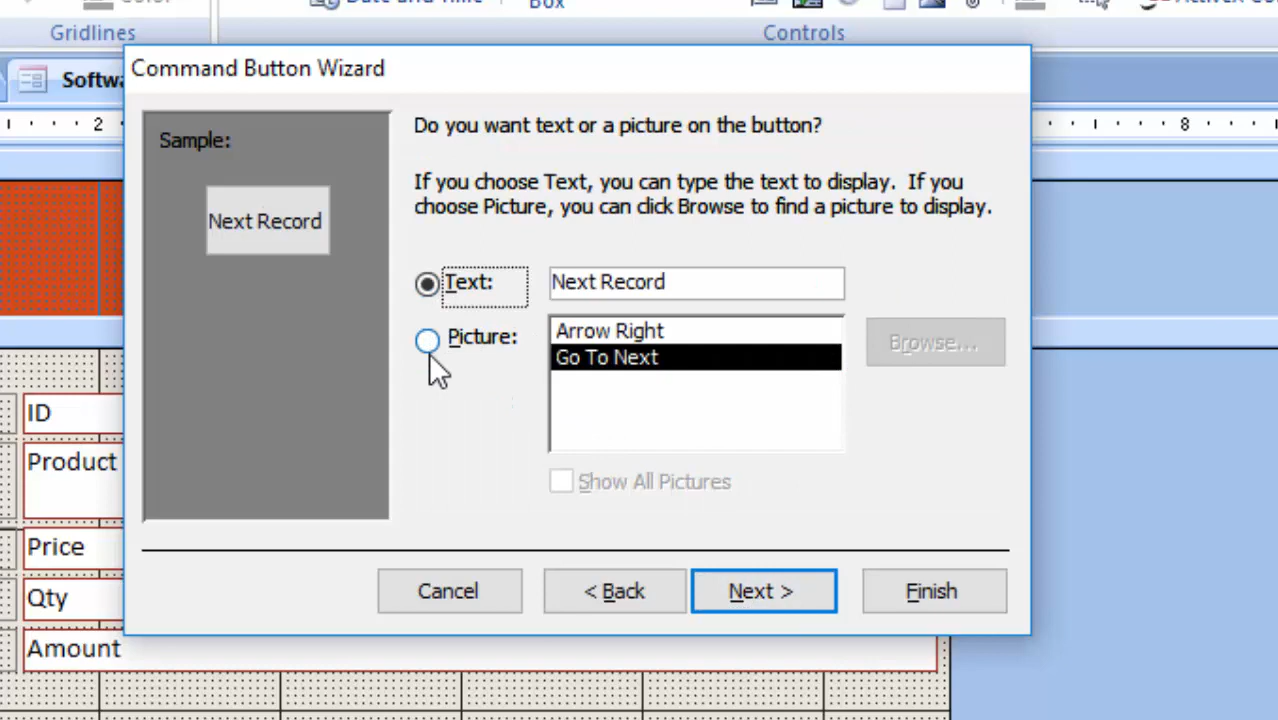 Gridlines
Controls
Box
Softwa
2
8
Command Button Wizard
Sample:
Next Record
Do you want text or a picture on the button?
If you choose Text, you can type the text to display. If you
choose Picture, you can click Browse to find a picture to display.
Text:
Next Record
Picture:
Arrow Right
Go To Next
Browse...
Show All Pictures
Cancel
< Back
Next >
Finish
ID
Product
Price
Qty
Amount